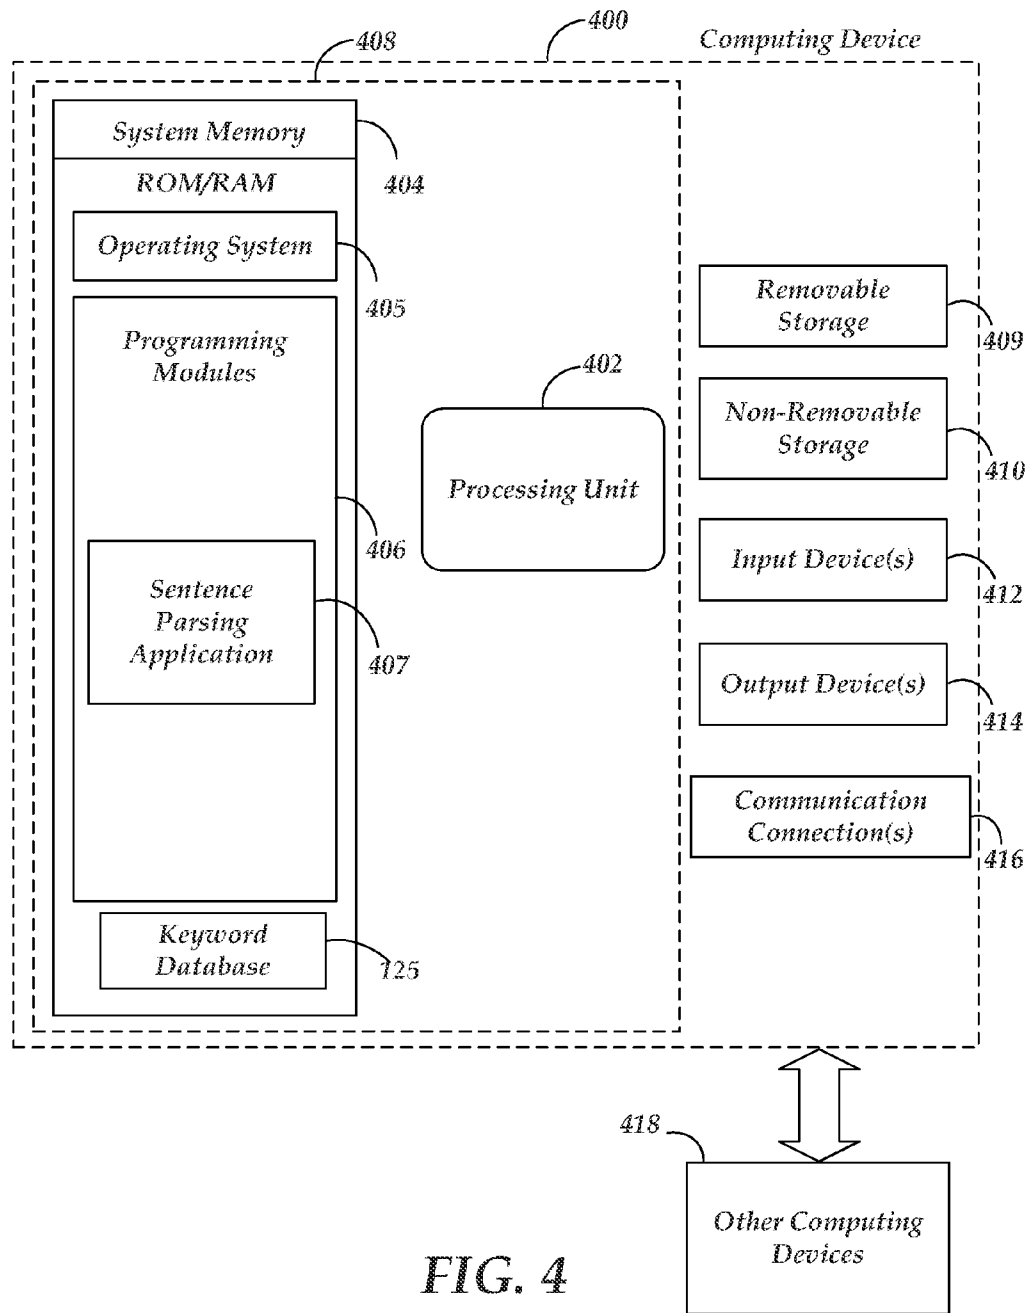 400
Computing Device
408
System Memory
404
ROM/RAM
Operating System
405
Programming
Modules
406
Sentence
Parsing
Application
407
Keyword
Database
125
402
Processing Unit
Removable
Storage
409
Non-Removable
Storage
410
Input Device(s)
412
Output Device(s)
414
Communication
Connection(s)
416
418
Other Computing
Devices
FIG. 4